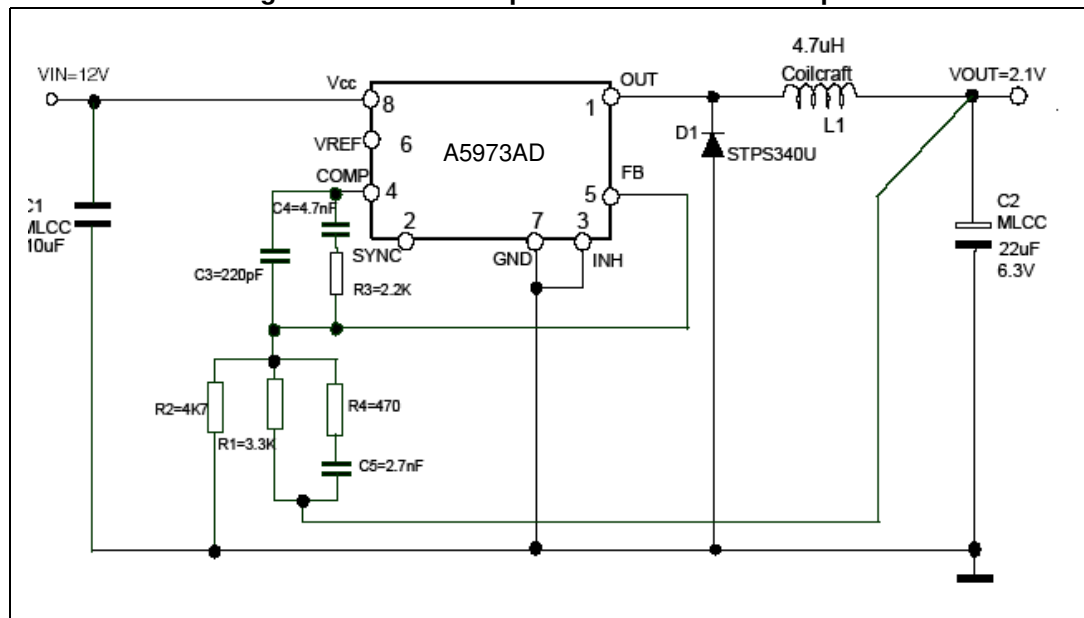 VIN=12V
Vcc
8
VREF
6
COMP
4
A5973AD
OUT
1
FB
5
2
SYNC
7
GND
3
INH
4.7uH
Coilcraft
L1
VOUT=2.1V
D1
STPS340U
C2
MLCC
22uF
6.3V
C4=4.7nF
C3=220pF
R3=2.2K
R2=4K7
R1=3.3K
R4=470
C5=2.7nF